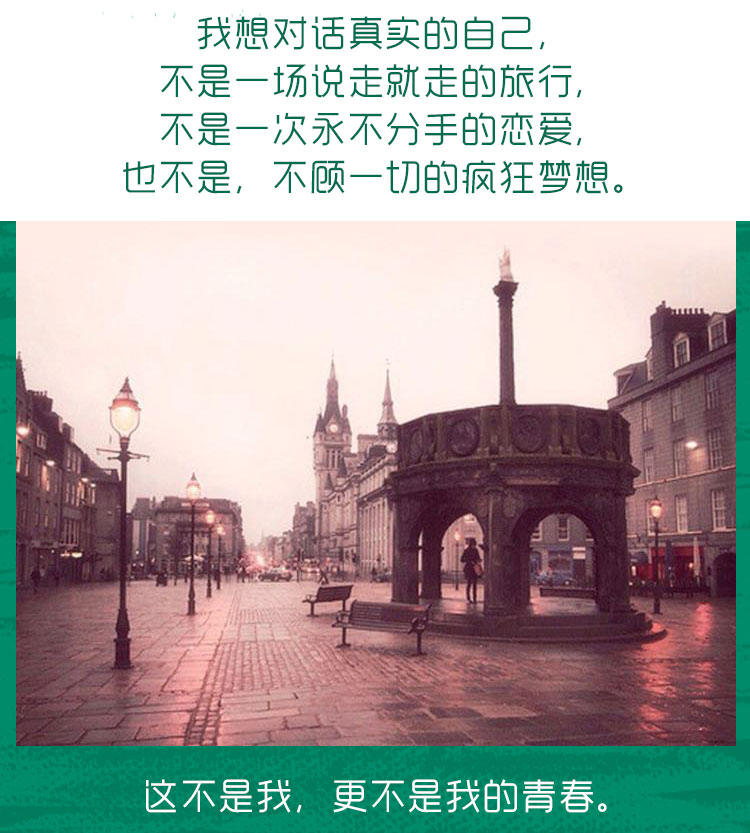 我想对话真实的自己，
不是一场说走就走的旅行，
不是一次永不分手的恋爱，
也不是，不顾一切的疯狂梦想。
这不是我，更不是我的青春。